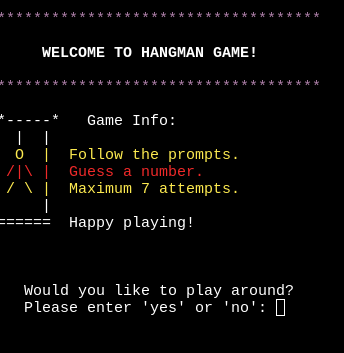 ************************************
WELCOME TO HANGMAN GAME!
************************************
*-----*   Game Info:
  |  |
  O  |  Follow the prompts.
 /|\ |  Guess a number.
 / \ |  Maximum 7 attempts.
     |
======  Happy playing!
Would you like to play around?
Please enter 'yes' or 'no':